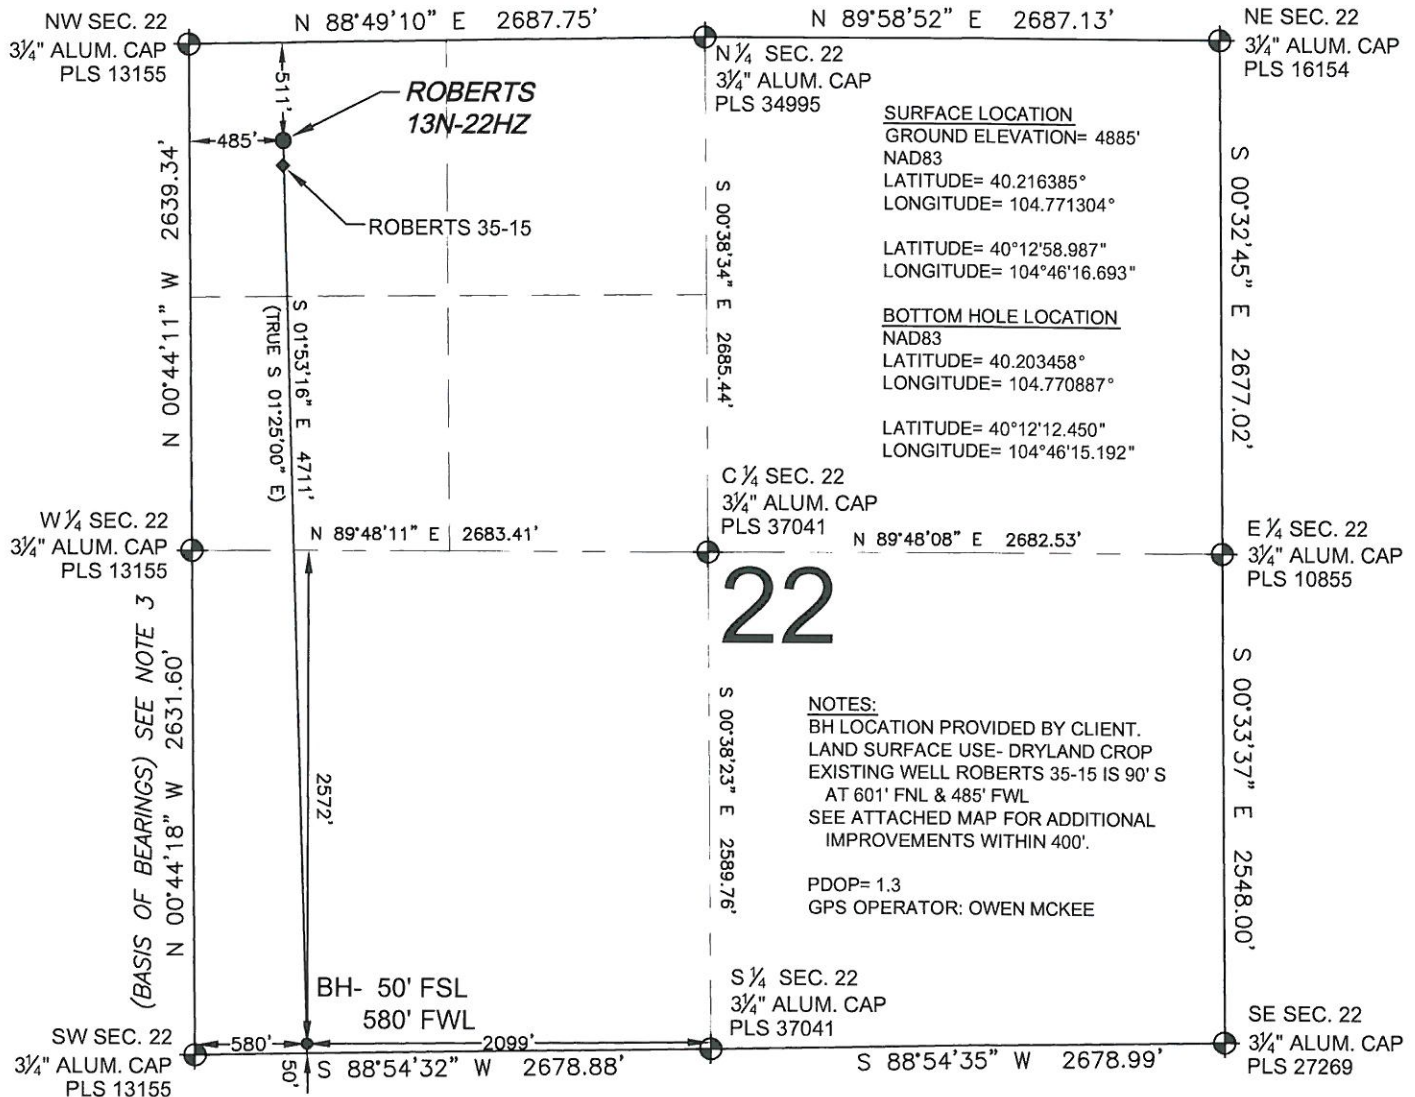 NW SEC. 22
3¼" ALUM. CAP
PLS 13155
N 88°49'10" E 2687.75'
N 89°58'52" E 2687.13'
NE SEC. 22
3¼" ALUM. CAP
PLS 16154
N ¼ SEC. 22
3¼" ALUM. CAP
PLS 34995
511'
485'
ROBERTS
13N-22HZ
ROBERTS 35-15
SURFACE LOCATION
GROUND ELEVATION= 4885'
NAD83
LATITUDE= 40.216385°
LONGITUDE= 104.771304°
LATITUDE= 40°12'58.987"
LONGITUDE= 104°46'16.693"
BOTTOM HOLE LOCATION
NAD83
LATITUDE= 40.203458°
LONGITUDE= 104.770887°
LATITUDE= 40°12'12.450"
LONGITUDE= 104°46'15.192"
N 00°44'11" W 2639.34'
S 01°53'16" E 4711'
(TRUE S 01°25'00" E)
S 00°38'34" E 2685.44'
S 00°32'45" E 2677.02'
W ¼ SEC. 22
3¼" ALUM. CAP
PLS 13155
N 89°48'11" E 2683.41'
C ¼ SEC. 22
3¼" ALUM. CAP
PLS 37041
N 89°48'08" E 2682.53'
E ¼ SEC. 22
3¼" ALUM. CAP
PLS 10855
22
(BASIS OF BEARINGS) SEE NOTE 3
N 00°44'18" W 2631.60'
2572'
S 00°38'23" E 2589.76'
S 00°33'37" E 2548.00'
NOTES:
BH LOCATION PROVIDED BY CLIENT.
LAND SURFACE USE- DRYLAND CROP
EXISTING WELL ROBERTS 35-15 IS 90' S
AT 601' FNL & 485' FWL
SEE ATTACHED MAP FOR ADDITIONAL
IMPROVEMENTS WITHIN 400'.
PDOP= 1.3
GPS OPERATOR: OWEN MCKEE
BH- 50' FSL
580' FWL
S ¼ SEC. 22
3¼" ALUM. CAP
PLS 37041
SW SEC. 22
3¼" ALUM. CAP
PLS 13155
580'
2099'
50'
S 88°54'32" W 2678.88'
S 88°54'35" W 2678.99'
SE SEC. 22
3¼" ALUM. CAP
PLS 27269